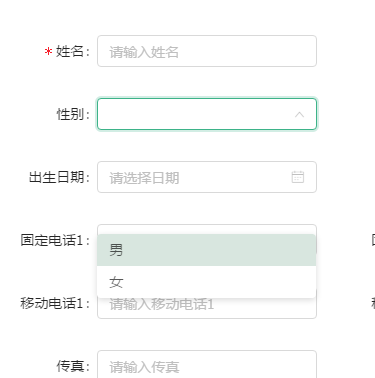 * 姓名: 请输入姓名
性别:
出生日期: 请选择日期
固定电话1:
男
女
移动电话1: 请输入移动电话1
传真: 请输入传真